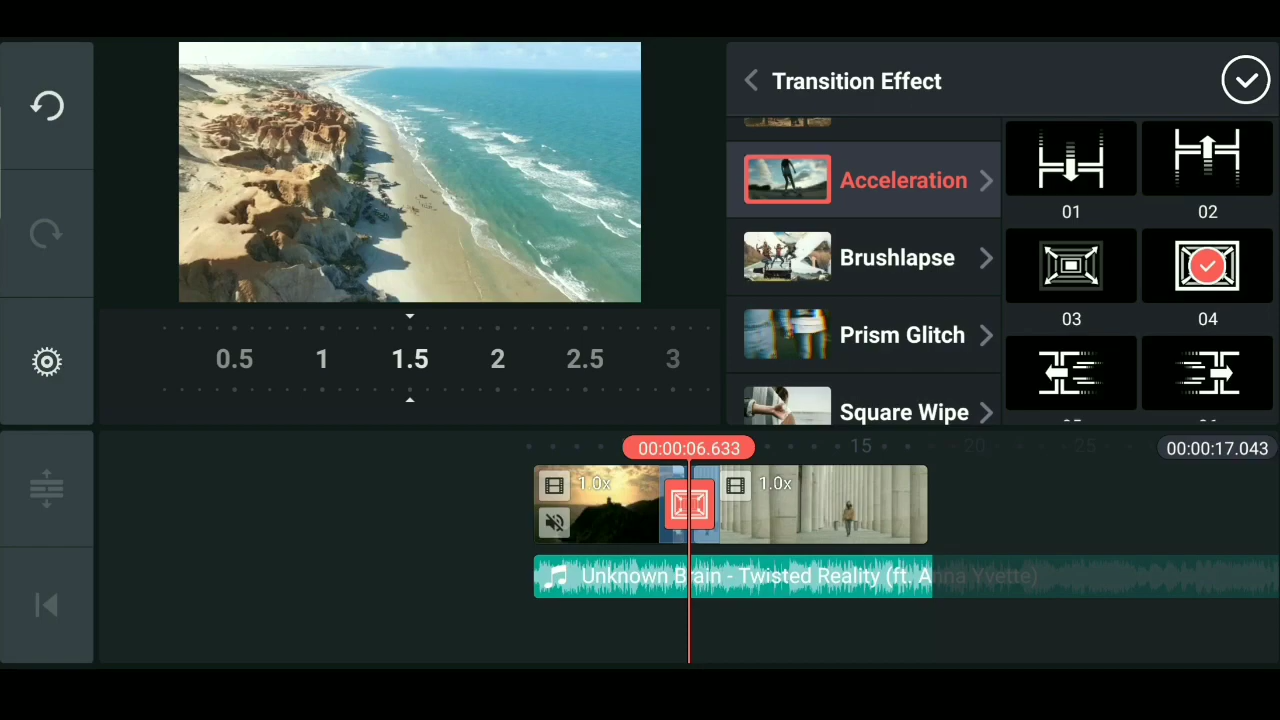 Transition Effect
Acceleration
Brushlapse
Prism Glitch
Square Wipe
01
02
03
04
0.5 1 1.5 2 2.5 3
00:00:06.633
15
20
25
00:00:17.043
1.0x
1.0x
Unknown Brain - Twisted Reality (ft. Anna Yvette)